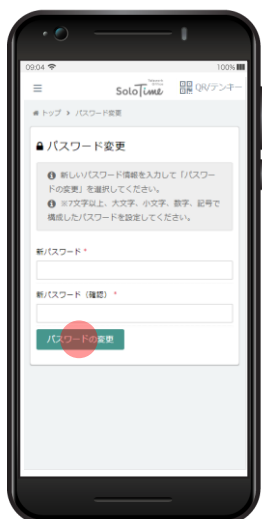 09:04 100%
SoloTime QR/テンキー
トップ > パスワード変更
パスワード変更
新しいパスワード情報を入力して「パスワー
ドの変更」を選択してください。
※7文字以上、大文字、小文字、数字、記号で
構成したパスワードを設定してください。
新パスワード *
新パスワード（確認） *
パスワードの変更